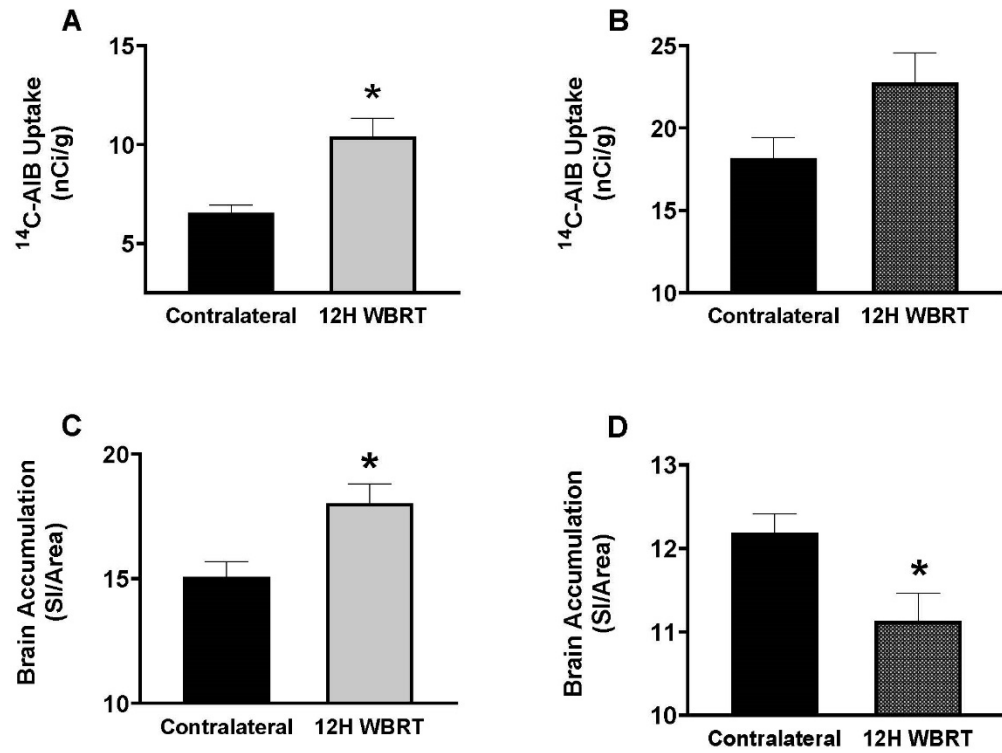 A
15
10
5
¹⁴C-AIB Uptake
(nCi/g)
*
Contralateral 12H WBRT
B
25
20
15
10
¹⁴C-AIB Uptake
(nCi/g)
Contralateral 12H WBRT
C
20
15
10
Brain Accumulation
(SI/Area)
*
Contralateral 12H WBRT
D
13
12
11
10
Brain Accumulation
(SI/Area)
*
Contralateral 12H WBRT